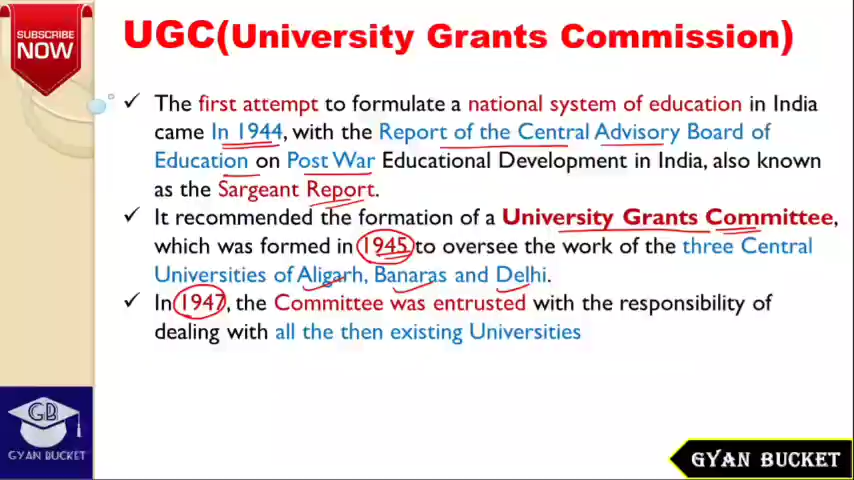 SUBSCRIBE
NOW
UGC(University Grants Commission)
✓ The first attempt to formulate a national system of education in India
came In 1944, with the Report of the Central Advisory Board of
Education on Post War Educational Development in India, also known
as the Sargeant Report.
✓ It recommended the formation of a University Grants Committee,
which was formed in 1945 to oversee the work of the three Central
Universities of Aligarh, Banaras and Delhi.
✓ In 1947, the Committee was entrusted with the responsibility of
dealing with all the then existing Universities
GB
GYAN BUCKET
GYAN BUCKET